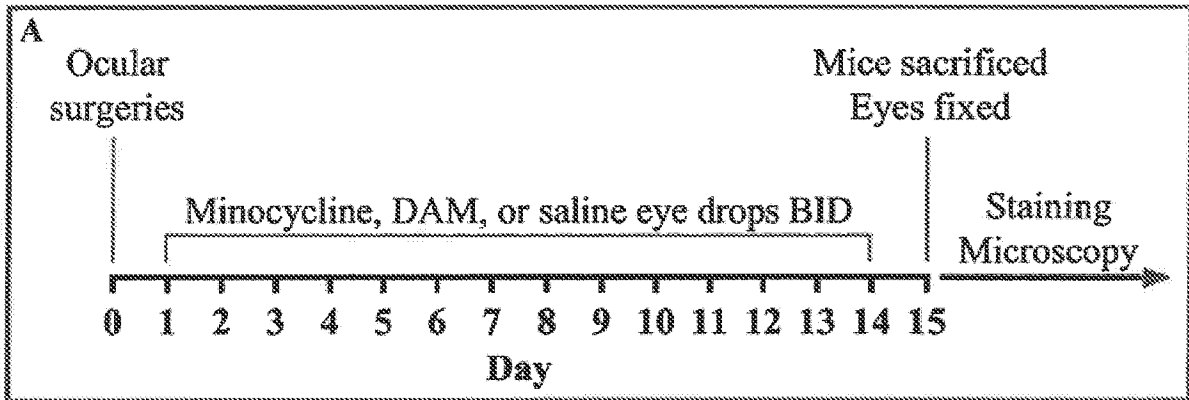 A
Ocular
surgeries
Mice sacrificed
Eyes fixed
Minocycline, DAM, or saline eye drops BID
Staining
Microscopy
0 1 2 3 4 5 6 7 8 9 10 11 12 13 14 15
Day